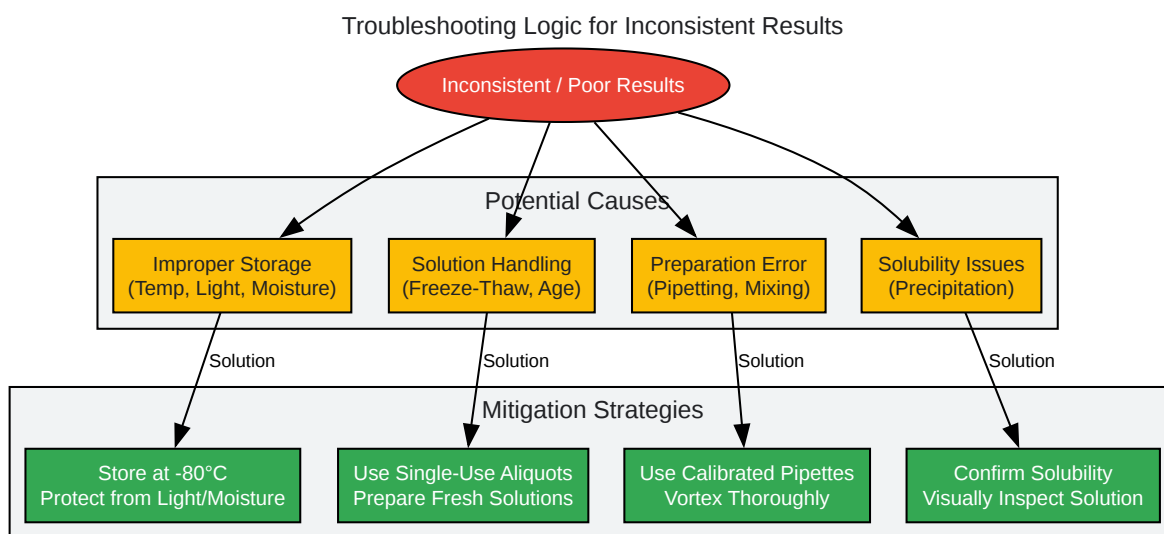 Troubleshooting Logic for Inconsistent Results
Inconsistent / Poor Results
Potential Causes
Improper Storage
(Temp, Light, Moisture)
Solution Handling
(Freeze-Thaw, Age)
Preparation Error
(Pipetting, Mixing)
Solubility Issues
(Precipitation)
Solution
Solution
Solution
Solution
Mitigation Strategies
Store at -80°C
Protect from Light/Moisture
Use Single-Use Aliquots
Prepare Fresh Solutions
Use Calibrated Pipettes
Vortex Thoroughly
Confirm Solubility
Visually Inspect Solution